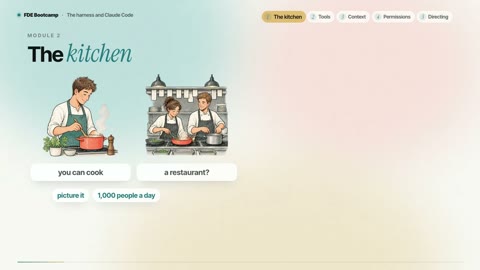 FDE Bootcamp · The harness and Claude Code
1 The kitchen 2 Tools 3 Context 4 Permissions 5 Directing
MODULE 2
The kitchen
you can cook
a restaurant?
picture it
1,000 people a day